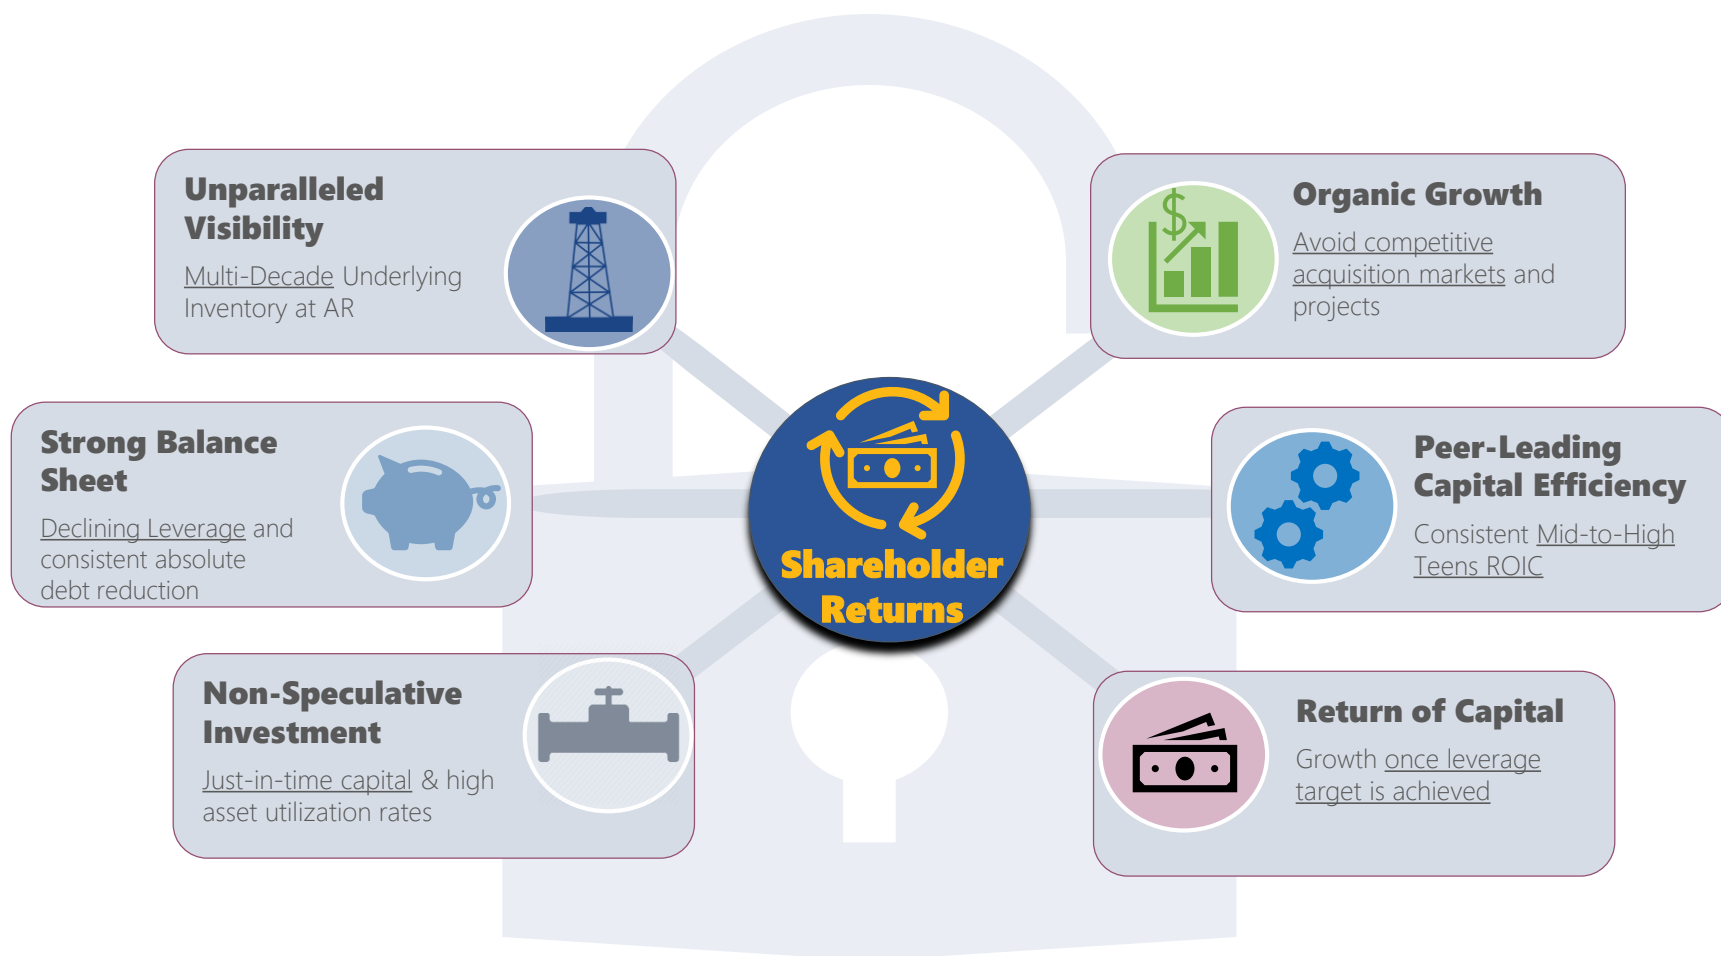 Unparalleled
Visibility
Multi-Decade Underlying
Inventory at AR
Organic Growth
Avoid competitive
acquisition markets and
projects
Strong Balance
Sheet
Declining Leverage and
consistent absolute
debt reduction
Shareholder
Returns
Peer-Leading
Capital Efficiency
Consistent Mid-to-High
Teens ROIC
Non-Speculative
Investment
Just-in-time capital & high
asset utilization rates
Return of Capital
Growth once leverage
target is achieved
$